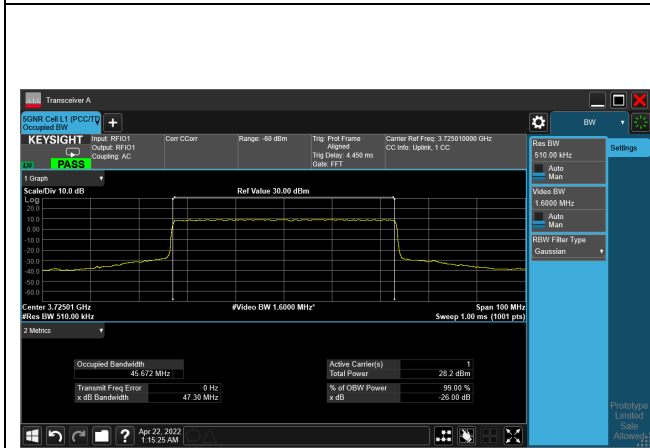 Transceiver A
5GNR Cell L1 (PCC/TD
Occupied BW
BW
KEYSIGHT
Input: RFIO1
Output: RFIO1
Coupling: AC
Corr CCorr
Range: -60 dBm
Trig: Prot Frame
Aligned
Trig Delay: 4.450 ms
Gate: FFT
Carrier Ref Freq: 3.725010000 GHz
CC Info: Uplink, 1 CC
PASS
1 Graph
Scale/Div 10.0 dB
Ref Value 30.00 dBm
Log
20.0
10.0
0.00
-10.0
-20.0
-30.0
-40.0
-50.0
-60.0
Center 3.72501 GHz
#Video BW 1.6000 MHz*
Span 100 MHz
#Res BW 510.00 kHz
Sweep 1.00 ms (1001 pts)
2 Metrics
Occupied Bandwidth
45.672 MHz
Transmit Freq Error 0 Hz
x dB Bandwidth 47.30 MHz
Active Carrier(s) 1
Total Power 28.2 dBm
% of OBW Power 99.00 %
x dB -26.00 dB
Res BW
510.00 kHz
Auto
Man
Video BW
1.6000 MHz
Auto
Man
RBW Filter Type
Gaussian
Settings
Prototype
Limited
Sale
Allowed
Apr 22, 2022
1:15:25 AM